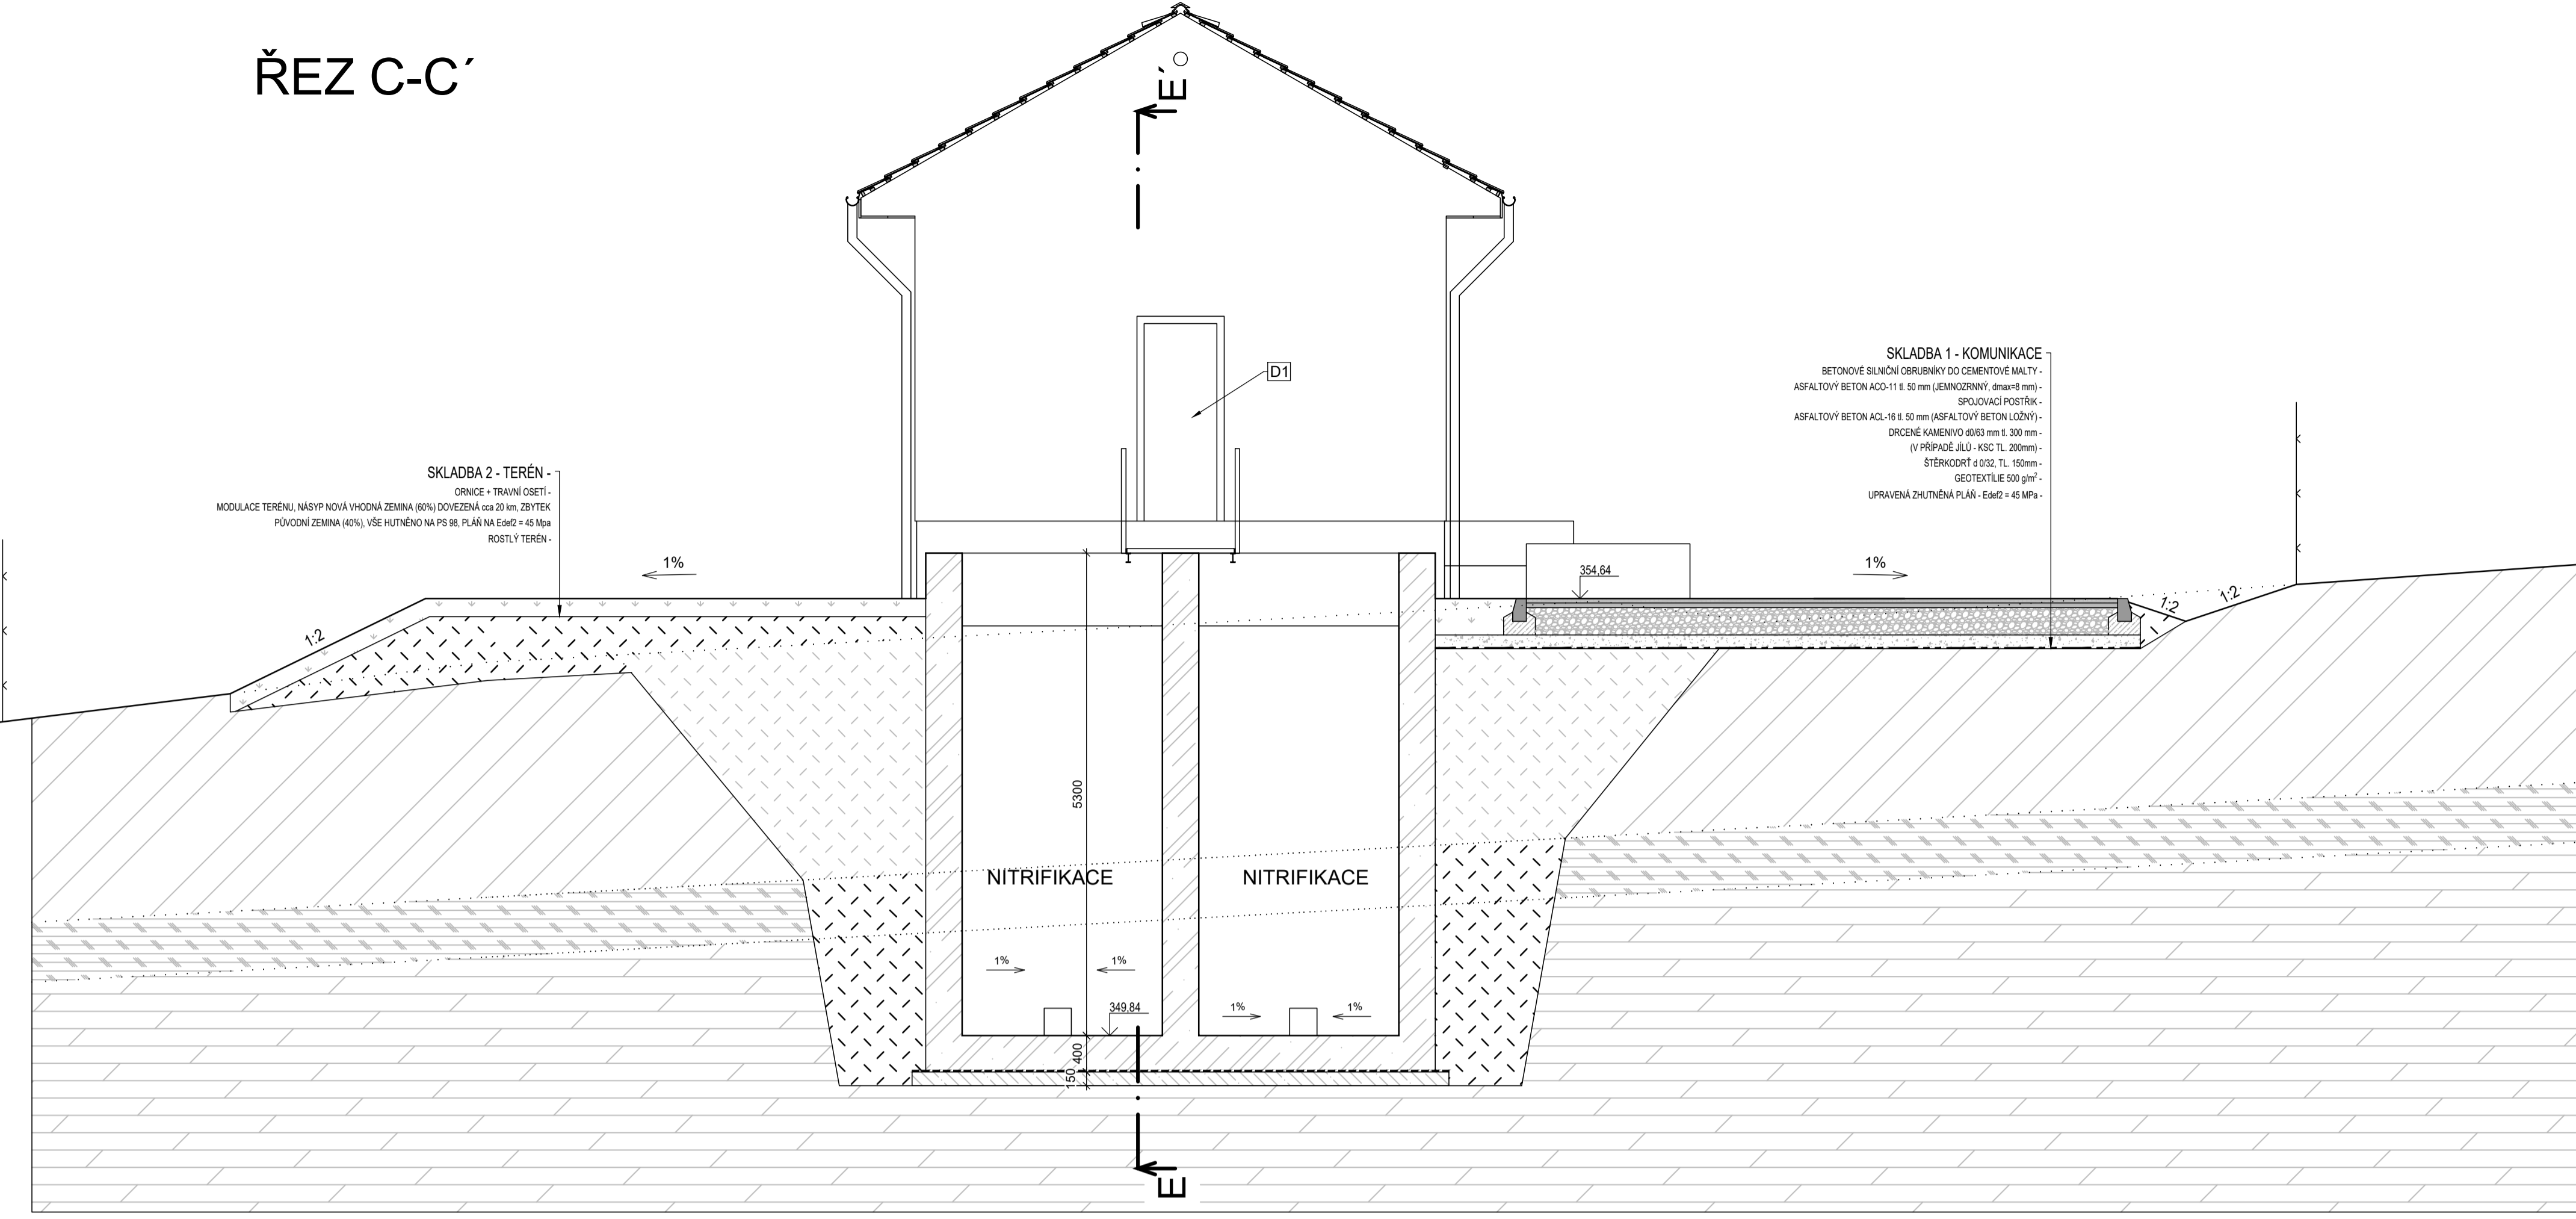 ŘEZ C-C´
E´
D1
SKLADBA 1 - KOMUNIKACE
BETONOVÉ SILNIČNÍ OBRUBNÍKY DO CEMENTOVÉ MALTY -
ASFALTOVÝ BETON ACO-11 tl. 50 mm (JEMNOZRNNÝ, dmax=8 mm) -
SPOJOVACÍ POSTŘIK -
ASFALTOVÝ BETON ACL-16 tl. 50 mm (ASFALTOVÝ BETON LOŽNÝ) -
DRCENÉ KAMENIVO d0/63 mm tl. 300 mm -
(V PŘÍPADĚ JÍLŮ - KSC TL. 200mm) -
ŠTĚRKODRŤ d 0/32, TL. 150mm -
GEOTEXTÍLIE 500 g/m² -
UPRAVENÁ ZHUTNĚNÁ PLÁŇ - Edef2 = 45 MPa -
SKLADBA 2 - TERÉN -
ORNICE + TRAVNÍ OSETÍ -
MODULACE TERÉNU, NÁSYP NOVÁ VHODNÁ ZEMINA (60%) DOVEZENÁ cca 20 km, ZBYTEK
PŮVODNÍ ZEMINA (40%), VŠE HUTNĚNO NA PS 98, PLÁŇ NA Edef2 = 45 Mpa
ROSTLÝ TERÉN -
1%
354,64
1%
1:2
1:2
1:2
5300
NITRIFIKACE
NITRIFIKACE
1%
1%
349,84
1%
1%
400
150
E